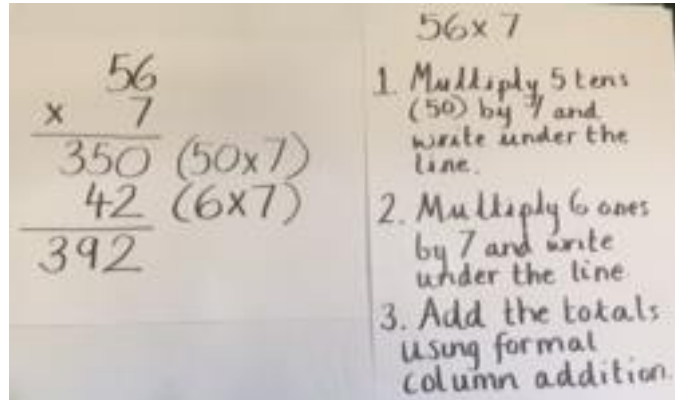 56
x 7
350 (50x7)
42 (6x7)
392
56x 7
1 Multiply 5 tens
(50) by 7 and
write under the
line.
2. Multiply 6 ones
by 7 and write
under the line
3. Add the totals
using formal
column addition.